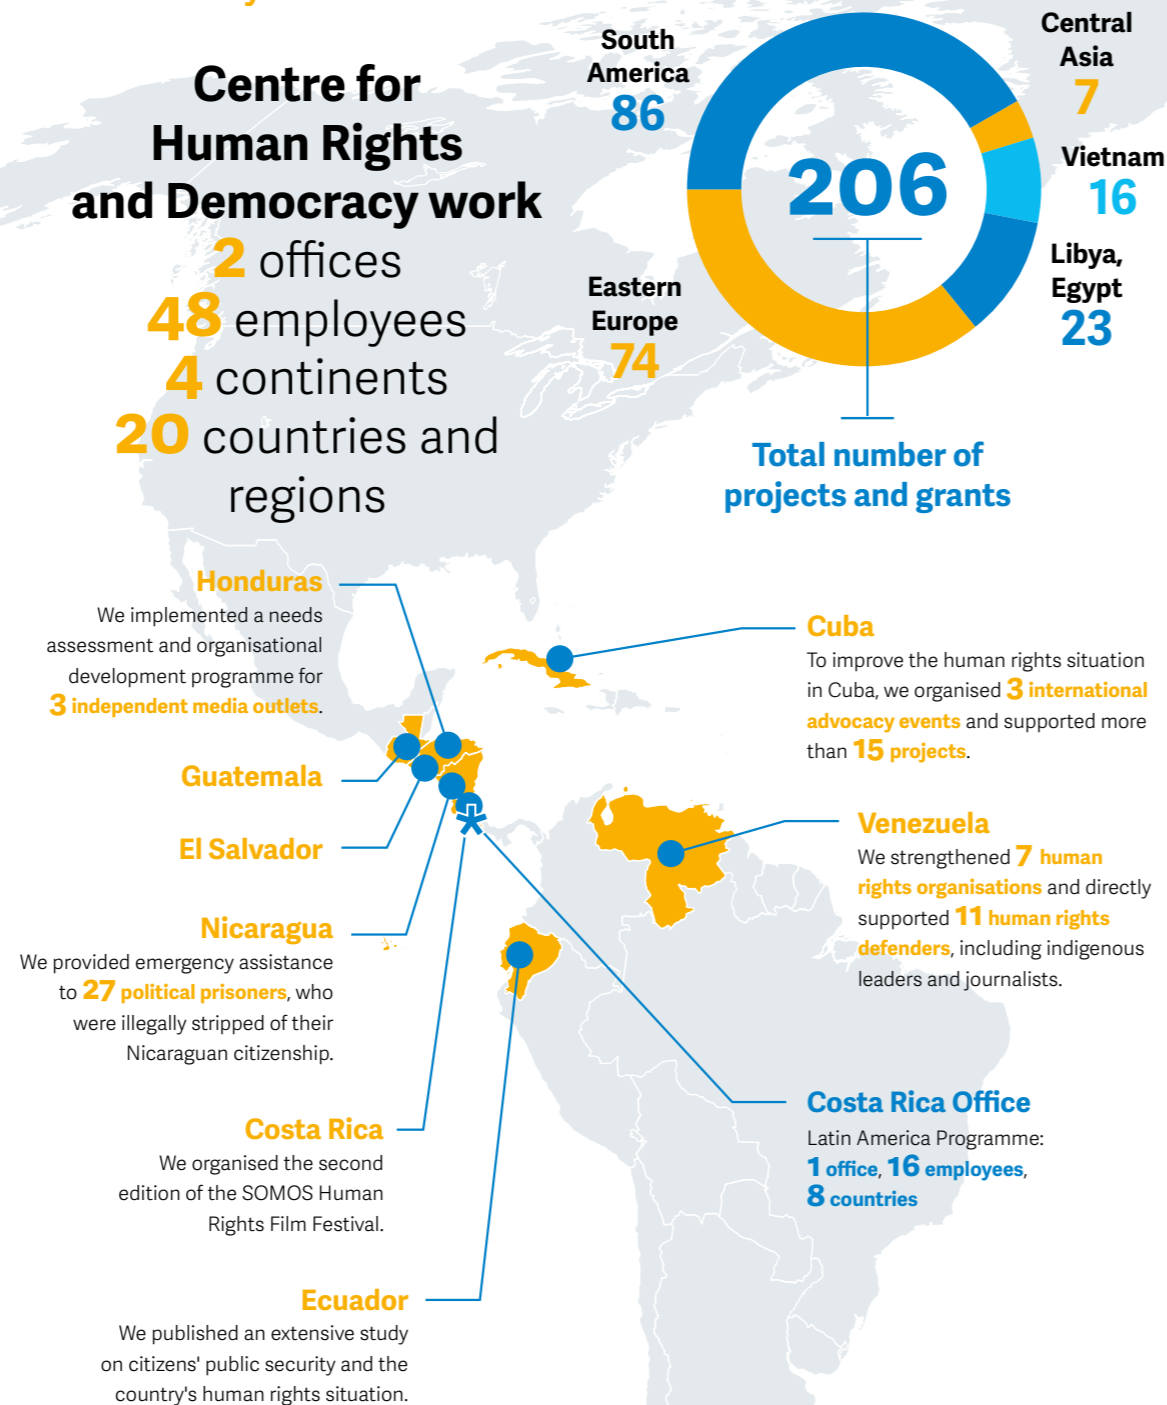 Centre for
Human Rights
and Democracy work
2 offices
48 employees
4 continents
20 countries and
regions
South
America
86
Central
Asia
7
Vietnam
16
Libya,
Egypt
23
Eastern
Europe
74
206
Total number of
projects and grants
Honduras
We implemented a needs
assessment and organisational
development programme for
3 independent media outlets.
Guatemala
El Salvador
Nicaragua
We provided emergency assistance
to 27 political prisoners, who
were illegally stripped of their
Nicaraguan citizenship.
Costa Rica
We organised the second
edition of the SOMOS Human
Rights Film Festival.
Ecuador
We published an extensive study
on citizens' public security and the
country's human rights situation.
Cuba
To improve the human rights situation
in Cuba, we organised 3 international
advocacy events and supported more
than 15 projects.
Venezuela
We strengthened 7 human
rights organisations and directly
supported 11 human rights
defenders, including indigenous
leaders and journalists.
Costa Rica Office
Latin America Programme:
1 office, 16 employees,
8 countries